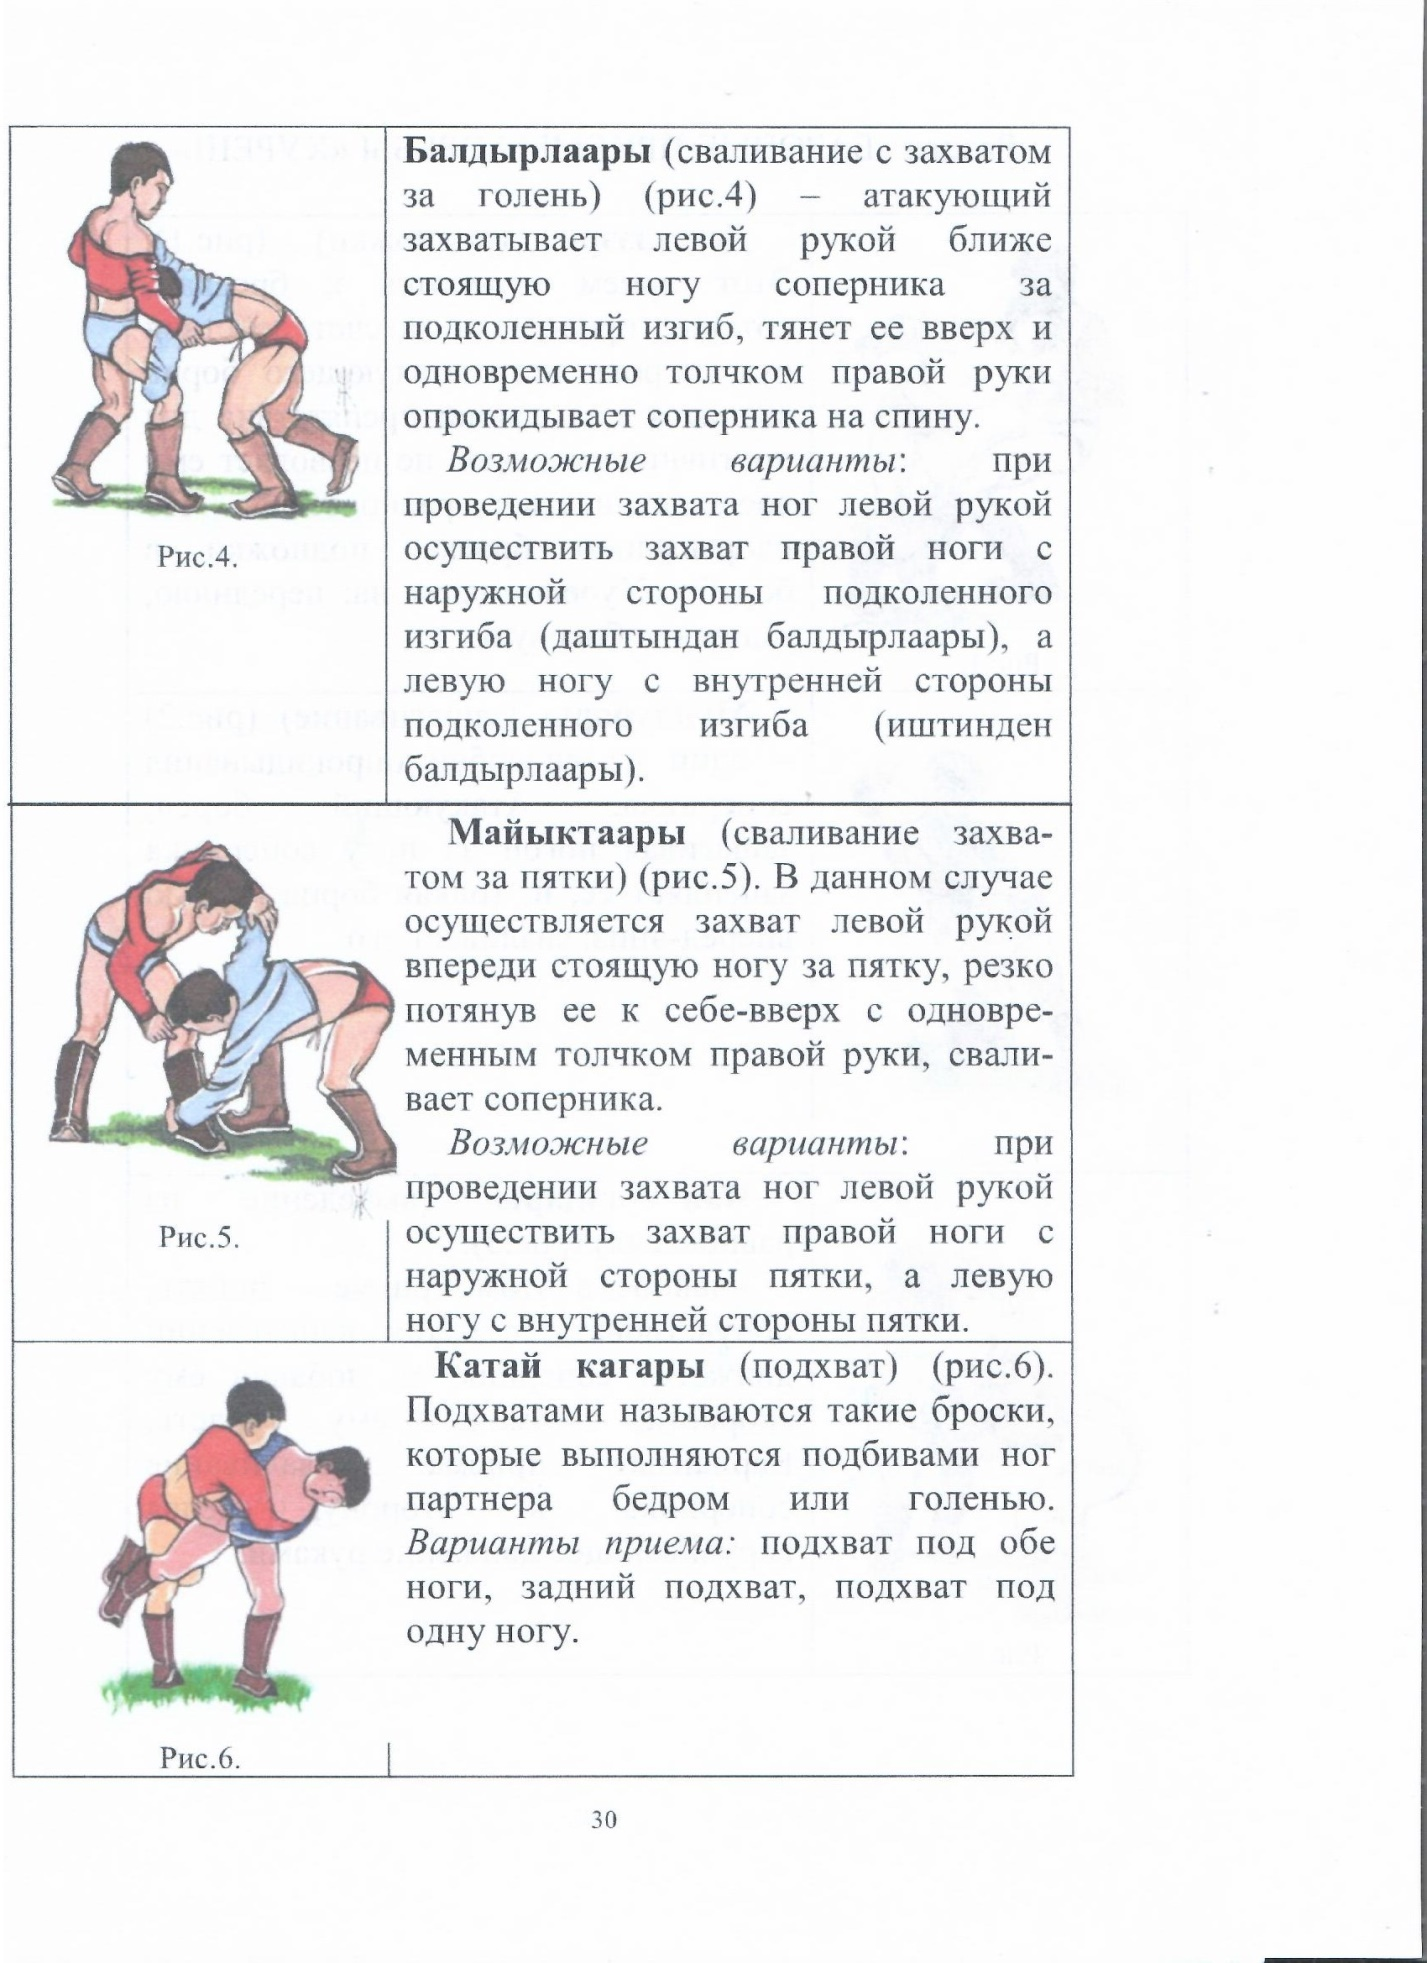 Балдырлаары (сваливание с захватом
за голень) (рис.4) – атакующий
захватывает левой рукой ближе
стоящую ногу соперника за
подколенный изгиб, тянет ее вверх и
одновременно толчком правой руки
опрокидывает соперника на спину.
Возможные варианты: при
проведении захвата ног левой рукой
осуществить захват правой ноги с
наружной стороны подколенного
изгиба (даштындан балдырлаары), а
левую ногу с внутренней стороны
подколенного изгиба (иштинден
балдырлаары).
Рис.4.
Майыктаары (сваливание захва-
том за пятки) (рис.5). В данном случае
осуществляется захват левой рукой
впереди стоящую ногу за пятку, резко
потянув ее к себе-вверх с одновре-
менным толчком правой руки, свали-
вает соперника.
Возможные варианты: при
проведении захвата ног левой рукой
осуществить захват правой ноги с
наружной стороны пятки, а левую
ногу с внутренней стороны пятки.
Рис.5.
Катай кагары (подхват) (рис.6).
Подхватами называются такие броски,
которые выполняются подбивами ног
партнера бедром или голенью.
Варианты приема: подхват под обе
ноги, задний подхват, подхват под
одну ногу.
Рис.6.
30